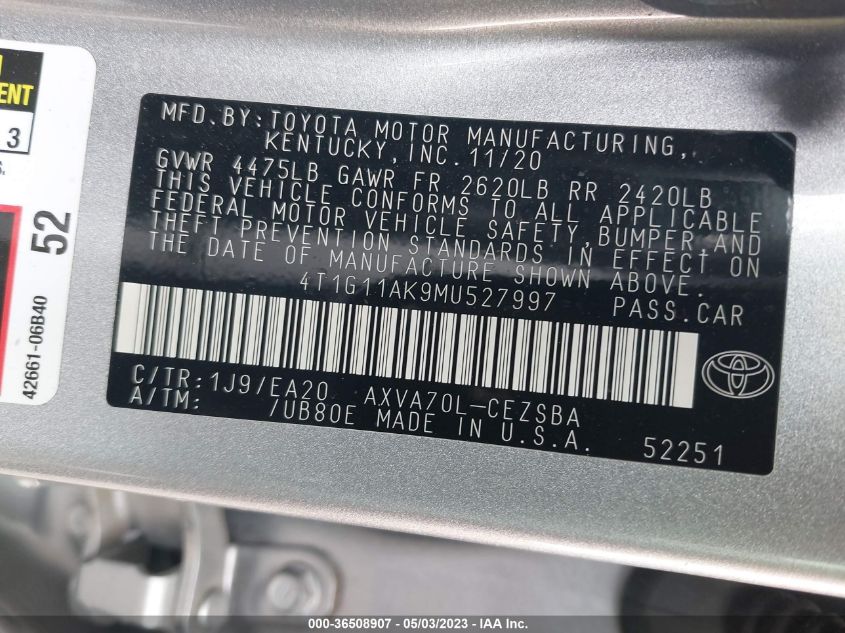 ENT
3
S.
52
42661-06B40
MFD.BY:TOYOTA MOTOR MANUFACTURING,
KENTUCKY,INC.11/20
GVWR 4475LB GAWR FR 2620LB RR 2420LB
THIS VEHICLE CONFORMS TO ALL APPLICABLE
FEDERAL MOTOR VEHICLE SAFETY,BUMPER AND
THEFT PREVENTION STANDARDS IN EFFECT ON
THE DATE OF MANUFACTURE SHOWN ABOVE.
4T1G11AK9MU527997 PASS.CAR
C/TR:1J9/EA20 AXVA70L-CEZSBA
A/TM: /UB80E MADE IN U.S.A.
52251
000-36508907 - 05/03/2023 - IAA Inc.